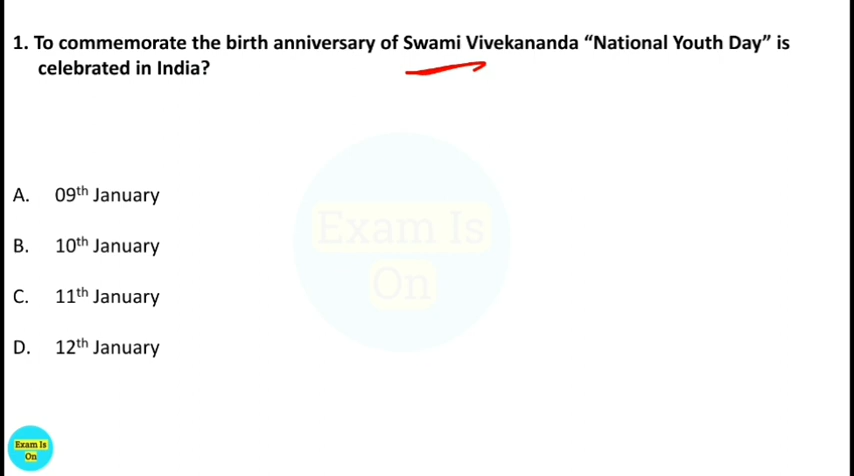 1. To commemorate the birth anniversary of Swami Vivekananda “National Youth Day” is
celebrated in India?
A. 09th January
Exam Is
B. 10th January
On
C. 11th January
D. 12th January
Exam Is
On